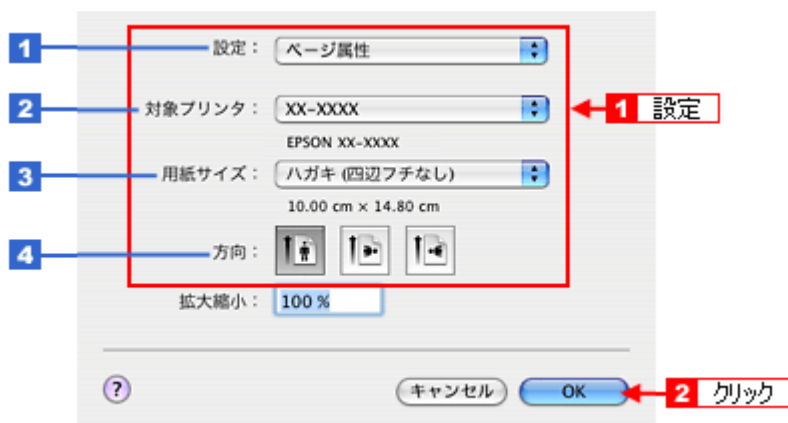 1 設定： ページ属性
2 対象プリンタ： XX-XXXX 1 設定
EPSON XX-XXXX
3 用紙サイズ： ハガキ (四辺フチなし)
10.00 cm × 14.80 cm
4 方向：
拡大縮小： 100 %
? キャンセル OK 2 クリック